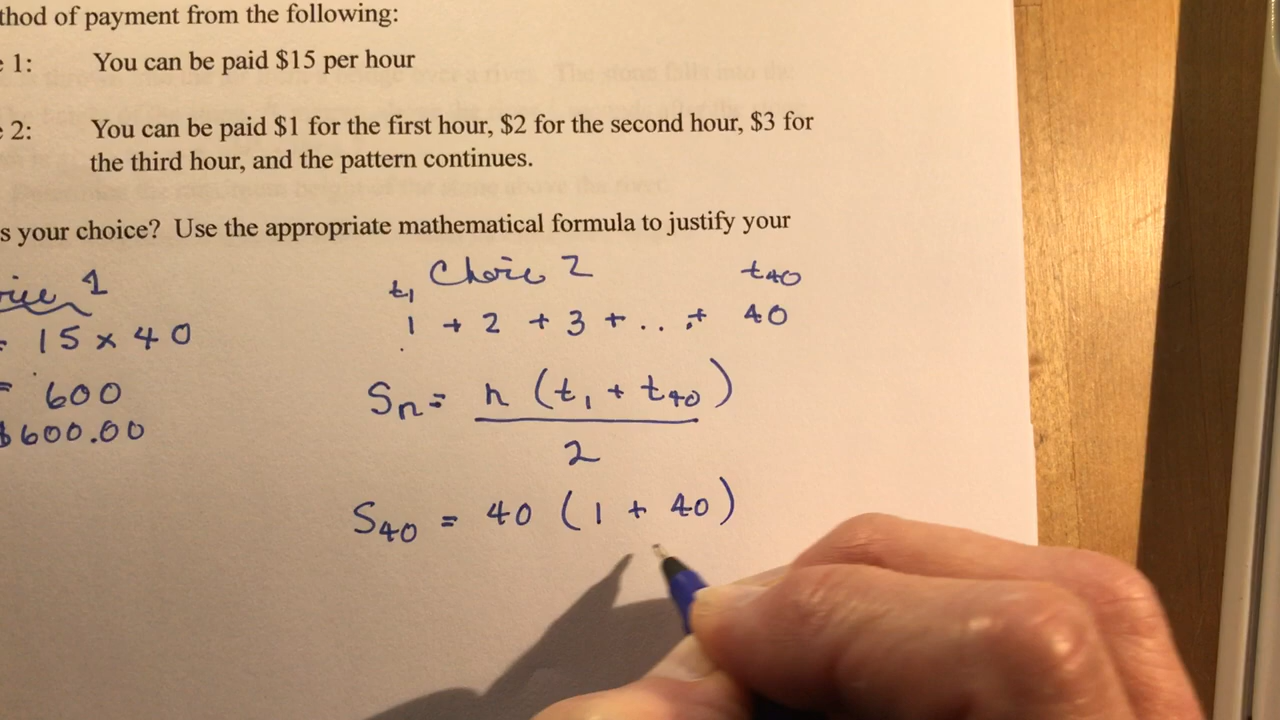 thod of payment from the following:
e 1: You can be paid $15 per hour
e 2: You can be paid $1 for the first hour, $2 for the second hour, $3 for
the third hour, and the pattern continues.
s your choice? Use the appropriate mathematical formula to justify your
1
= 15 x 40
= 600
$600.00
Choice 2
t1 t40
1 + 2 + 3 + ... + 40
Sn = n (t1 + t40)
2
S40 = 40 (1 + 40)